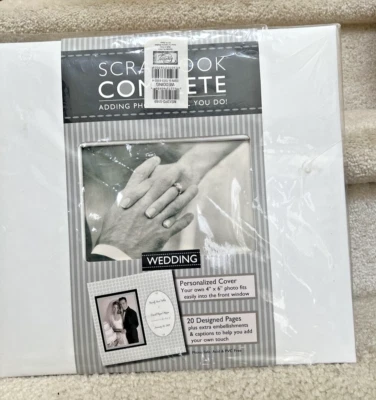 SCRAPBOOK
COMPLETE
ADDING PH
YOU DO!
WEDDING
Personalized Cover
Your own 4" x 6" photo fits
easily into the front window
20 Designed Pages
plus extra embellishments
& captions to help you add
your own touch